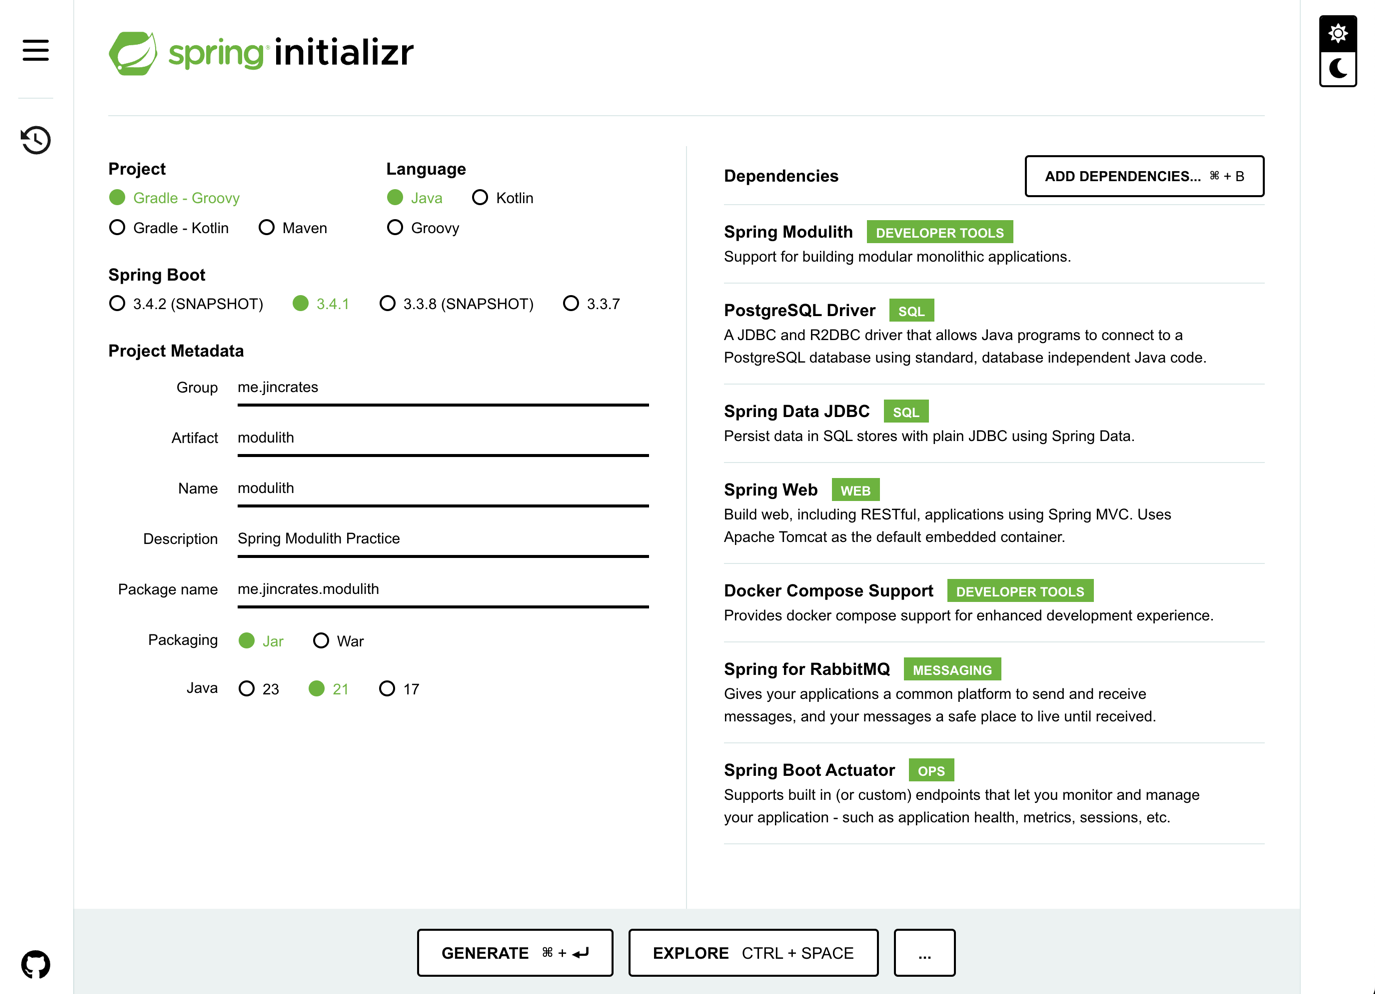 spring initializr
Project
Gradle - Groovy
Gradle - Kotlin
Maven
Language
Java
Kotlin
Groovy
Spring Boot
3.4.2 (SNAPSHOT)
3.4.1
3.3.8 (SNAPSHOT)
3.3.7
Project Metadata
Group me.jincrates
Artifact modulith
Name modulith
Description Spring Modulith Practice
Package name me.jincrates.modulith
Packaging Jar War
Java 23 21 17
Dependencies
ADD DEPENDENCIES... ⌘ + B
Spring Modulith DEVELOPER TOOLS
Support for building modular monolithic applications.
PostgreSQL Driver SQL
A JDBC and R2DBC driver that allows Java programs to connect to a
PostgreSQL database using standard, database independent Java code.
Spring Data JDBC SQL
Persist data in SQL stores with plain JDBC using Spring Data.
Spring Web WEB
Build web, including RESTful, applications using Spring MVC. Uses
Apache Tomcat as the default embedded container.
Docker Compose Support DEVELOPER TOOLS
Provides docker compose support for enhanced development experience.
Spring for RabbitMQ MESSAGING
Gives your applications a common platform to send and receive
messages, and your messages a safe place to live until received.
Spring Boot Actuator OPS
Supports built in (or custom) endpoints that let you monitor and manage
your application - such as application health, metrics, sessions, etc.
GENERATE ⌘ + ↵
EXPLORE CTRL + SPACE
...